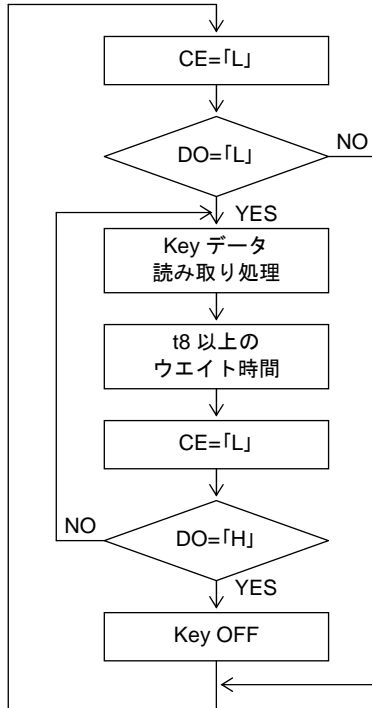 CE=「L」
DO=「L」
NO
YES
Key データ
読み取り処理
t8 以上の
ウエイト時間
CE=「L」
NO
DO=「H」
YES
Key OFF